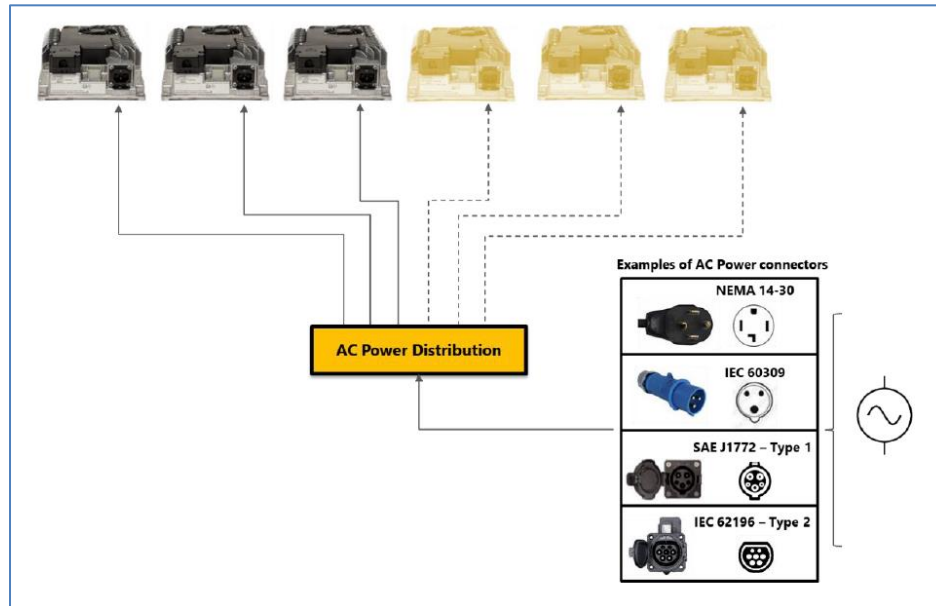 Examples of AC Power connectors
NEMA 14-30
AC Power Distribution
IEC 60309
SAE J1772 – Type 1
IEC 62196 – Type 2